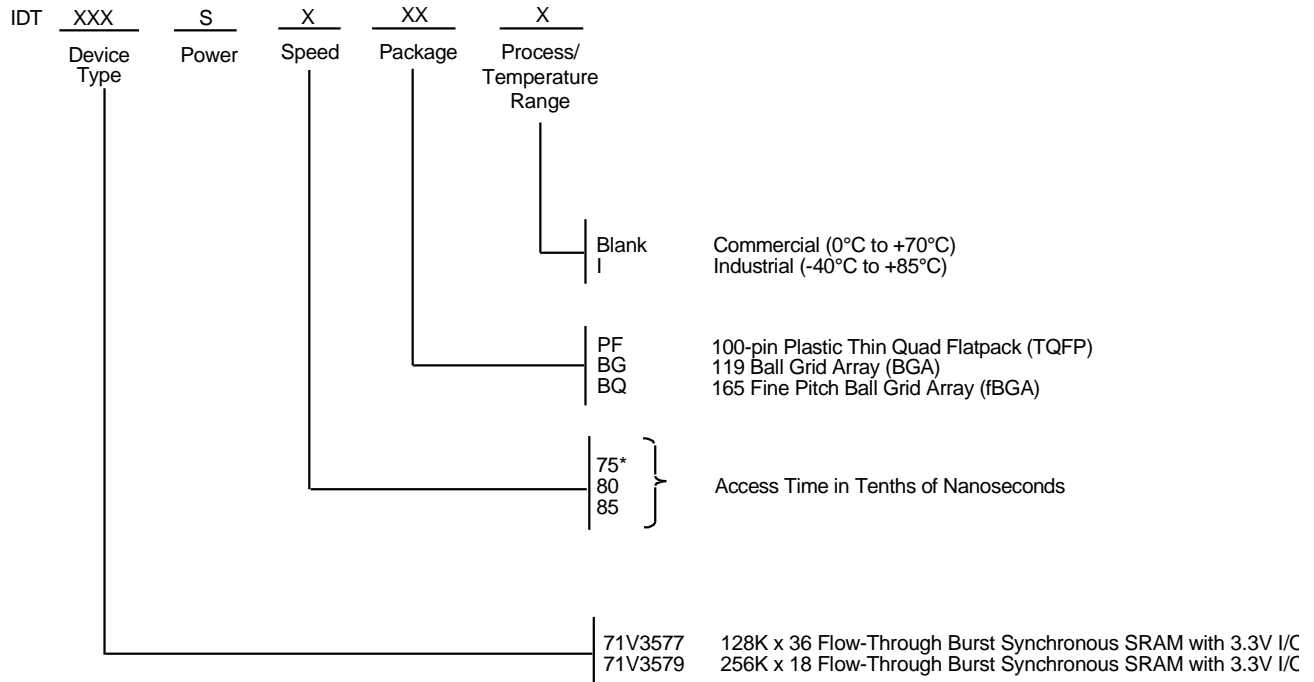 IDT XXX S X XX X
Device Type Power Speed Package Process/ Temperature Range
Blank Commercial (0°C to +70°C)
I Industrial (-40°C to +85°C)
PF 100-pin Plastic Thin Quad Flatpack (TQFP)
BG 119 Ball Grid Array (BGA)
BQ 165 Fine Pitch Ball Grid Array (fBGA)
75*
80 Access Time in Tenths of Nanoseconds
85
71V3577 128K x 36 Flow-Through Burst Synchronous SRAM with 3.3V I/O
71V3579 256K x 18 Flow-Through Burst Synchronous SRAM with 3.3V I/O